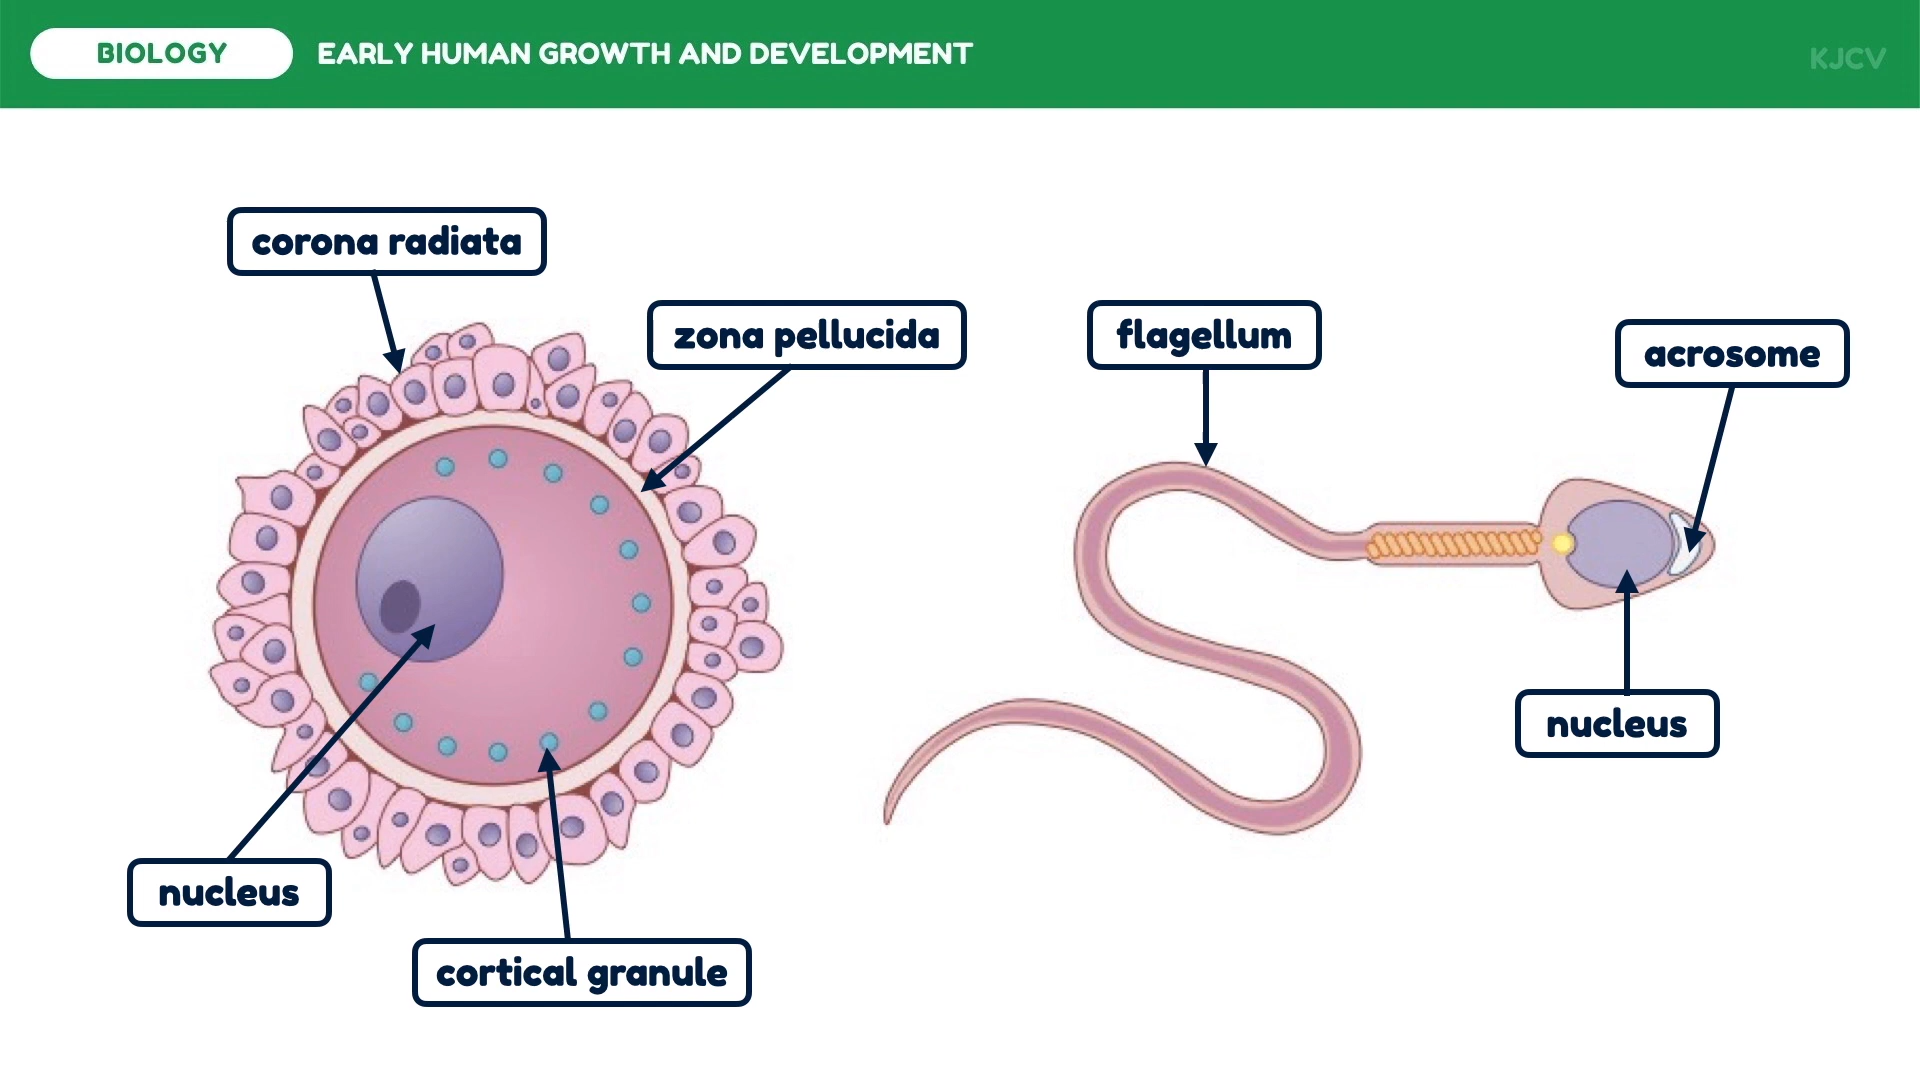 BIOLOGY
EARLY HUMAN GROWTH AND DEVELOPMENT
KJCV
corona radiata
zona pellucida
flagellum
acrosome
nucleus
nucleus
cortical granule